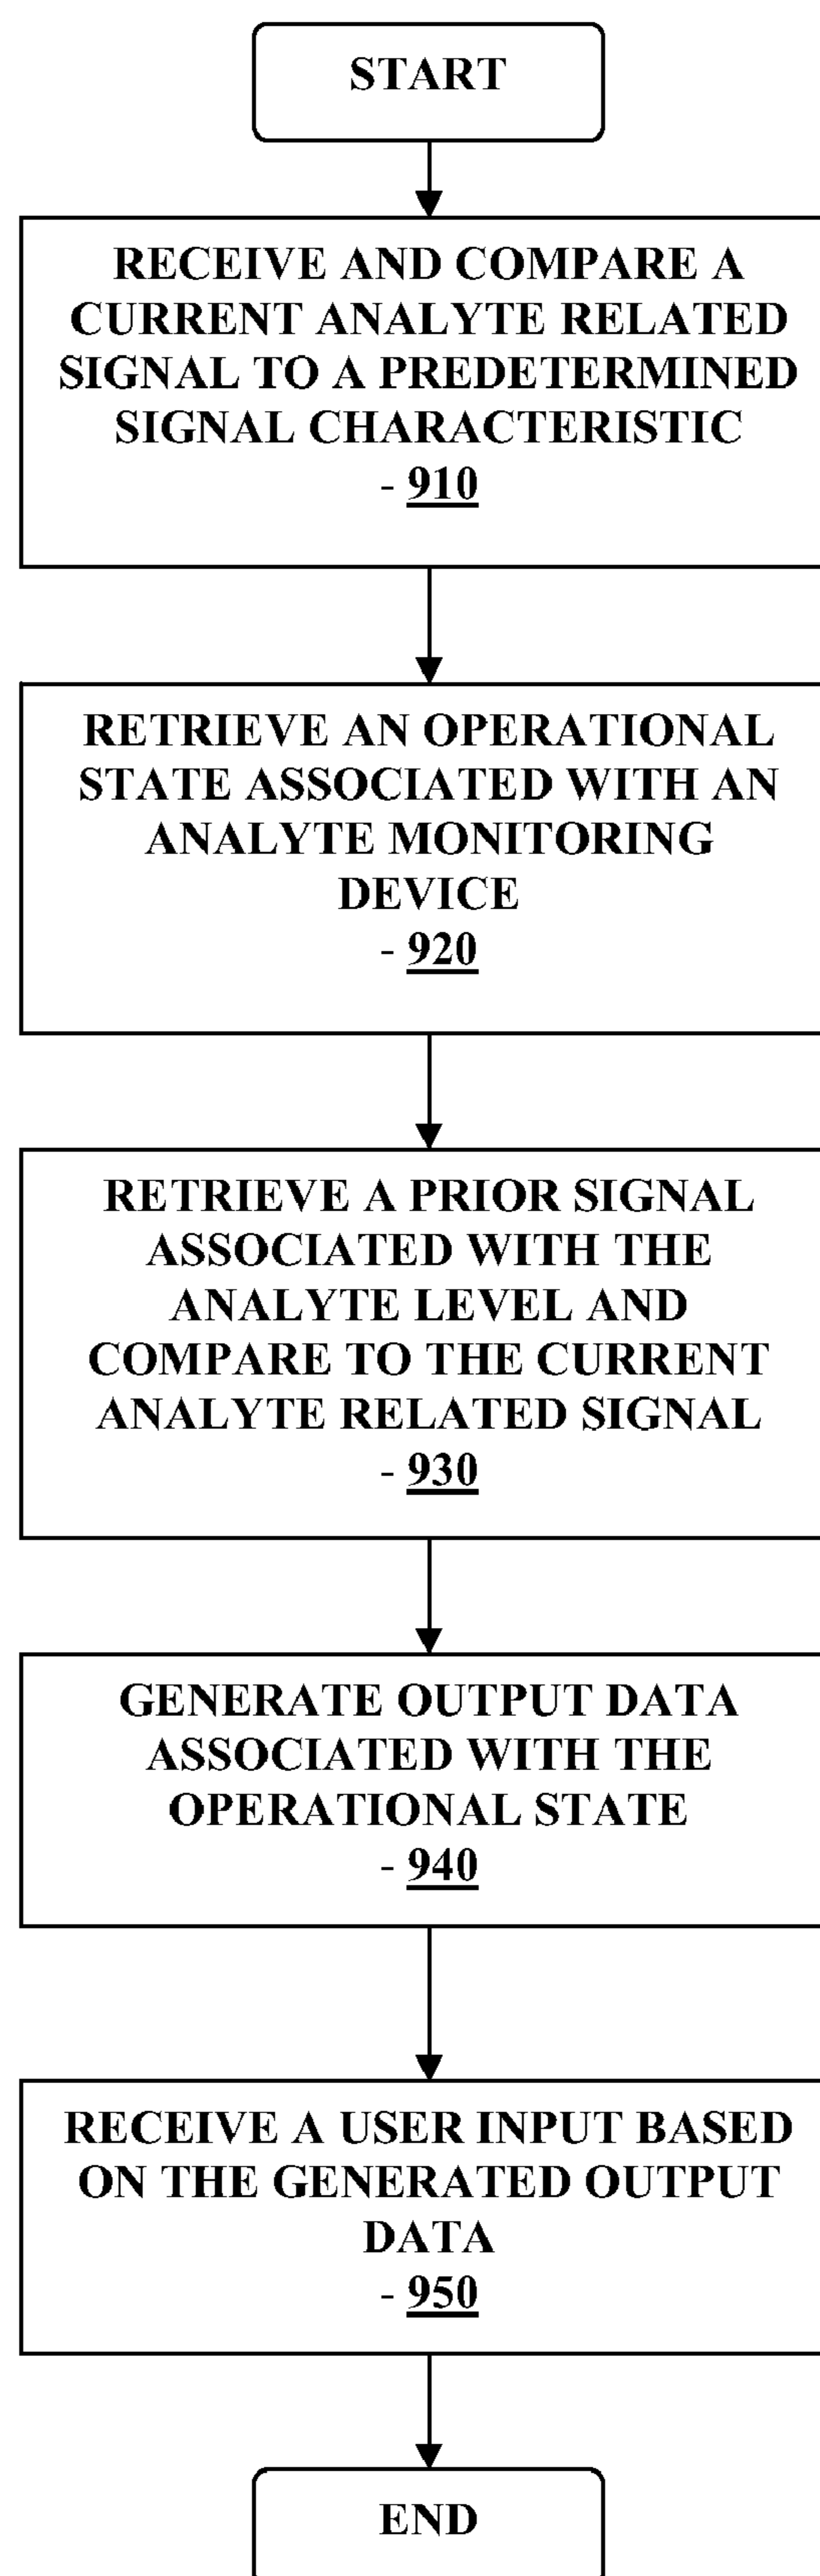 START
RECEIVE AND COMPARE A
CURRENT ANALYTE RELATED
SIGNAL TO A PREDETERMINED
SIGNAL CHARACTERISTIC
- 910
RETRIEVE AN OPERATIONAL
STATE ASSOCIATED WITH AN
ANALYTE MONITORING
DEVICE
- 920
RETRIEVE A PRIOR SIGNAL
ASSOCIATED WITH THE
ANALYTE LEVEL AND
COMPARE TO THE CURRENT
ANALYTE RELATED SIGNAL
- 930
GENERATE OUTPUT DATA
ASSOCIATED WITH THE
OPERATIONAL STATE
- 940
RECEIVE A USER INPUT BASED
ON THE GENERATED OUTPUT
DATA
- 950
END